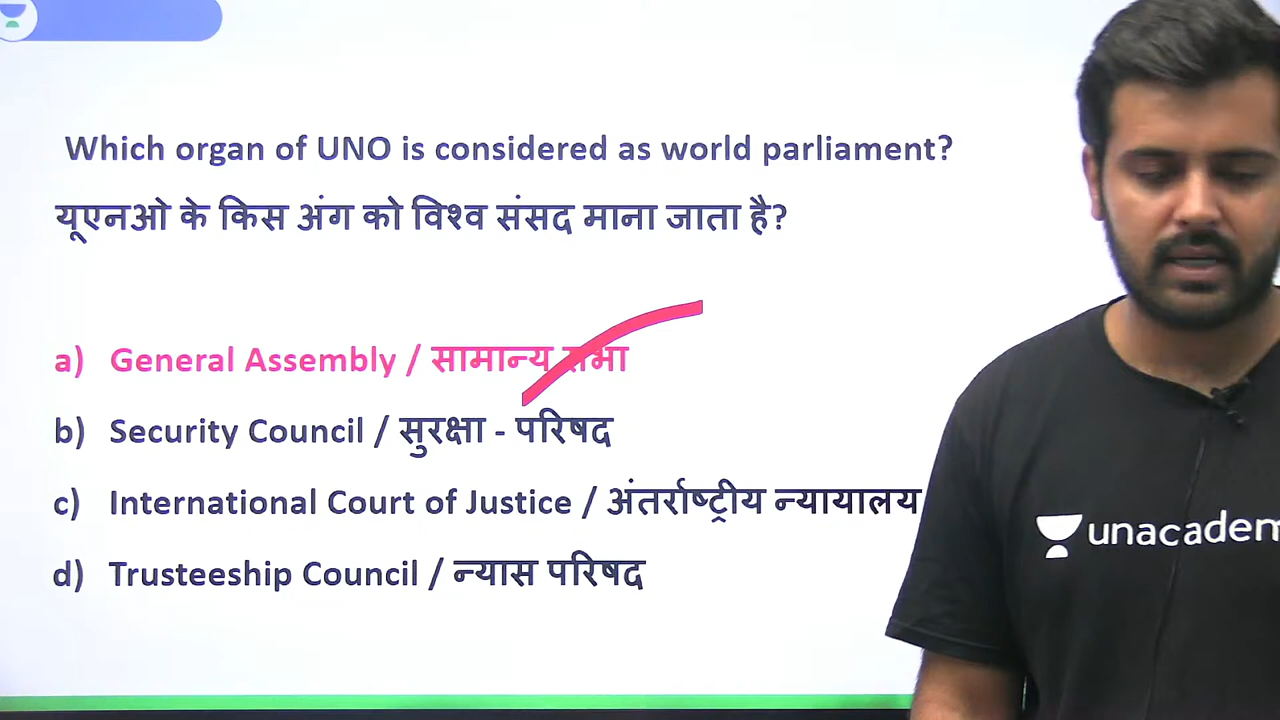 Which organ of UNO is considered as world parliament?
यूएनओ के किस अंग को विश्व संसद माना जाता है?
a) General Assembly / सामान्य सभा
b) Security Council / सुरक्षा - परिषद
c) International Court of Justice / अंतर्राष्ट्रीय न्यायालय
d) Trusteeship Council / न्यास परिषद
unacadem